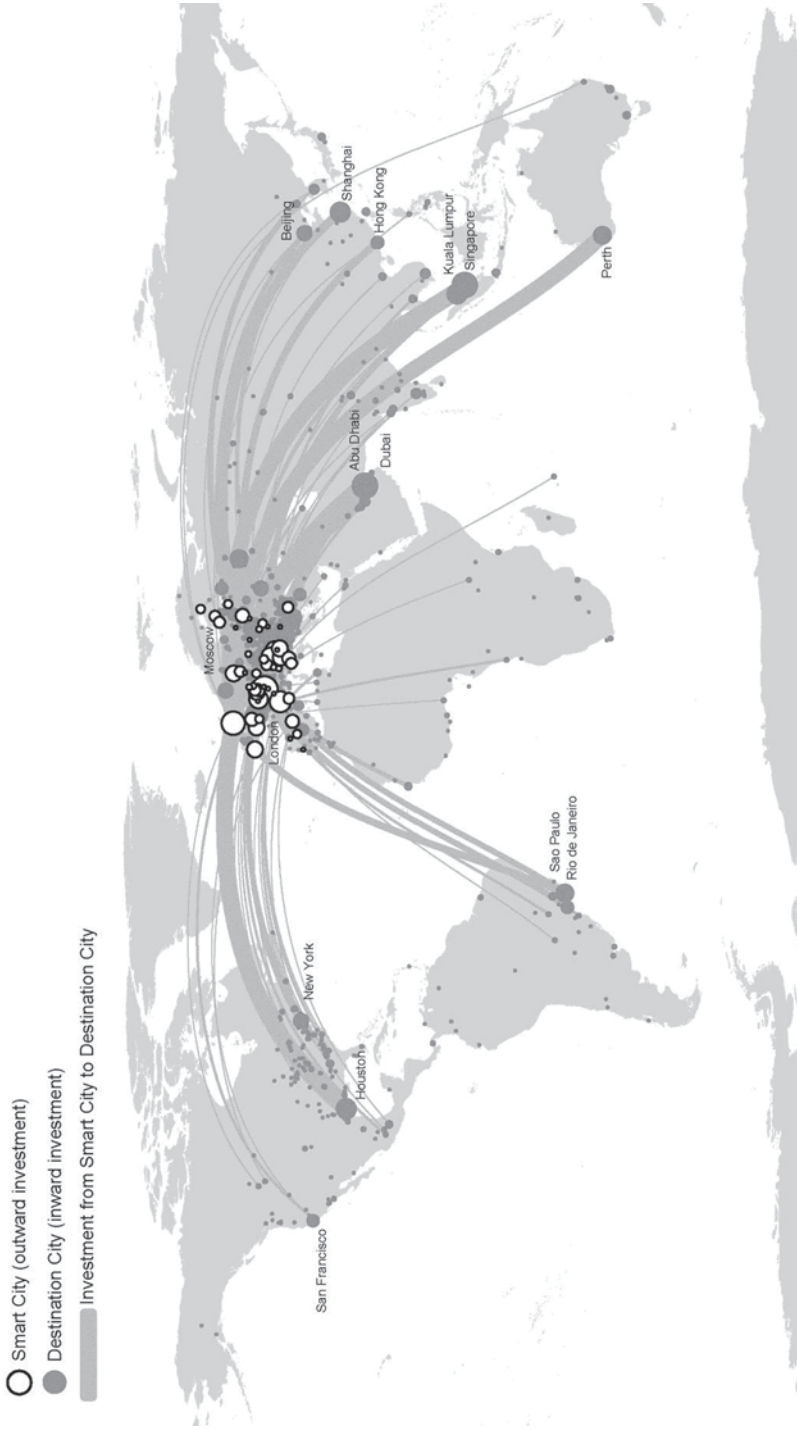 Smart City (outward investment)
Destination City (inward investment)
Investment from Smart City to Destination City
Moscow
London
Beijing
Shanghai
Hong Kong
Kuala Lumpur
Singapore
Perth
Abu Dhabi
Dubai
New York
Houston
San Francisco
Sao Paulo
Rio de Janeiro